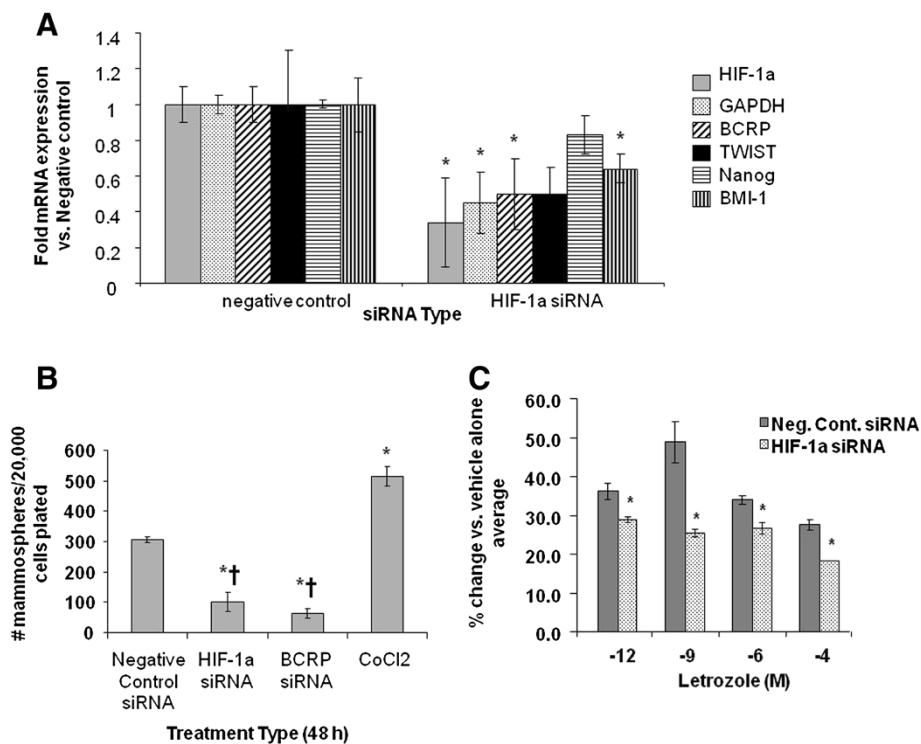 A
Fold mRNA expression
vs. Negative control
1.4
1.2
1
0.8
0.6
0.4
0.2
0
* * * *
negative control
HIF-1a siRNA
siRNA Type
HIF-1a
GAPDH
BCRP
TWIST
Nanog
BMI-1
B
# mammospheres/20,000
cells plated
600
500
400
300
200
100
0
*†
*†
*
Negative
Control
siRNA
HIF-1a
siRNA
BCRP
siRNA
CoCl2
Treatment Type (48 h)
C
% change vs. vehicle alone
average
60.0
50.0
40.0
30.0
20.0
10.0
0.0
* * * *
Neg. Cont. siRNA
HIF-1a siRNA
-12
-9
-6
-4
Letrozole (M)